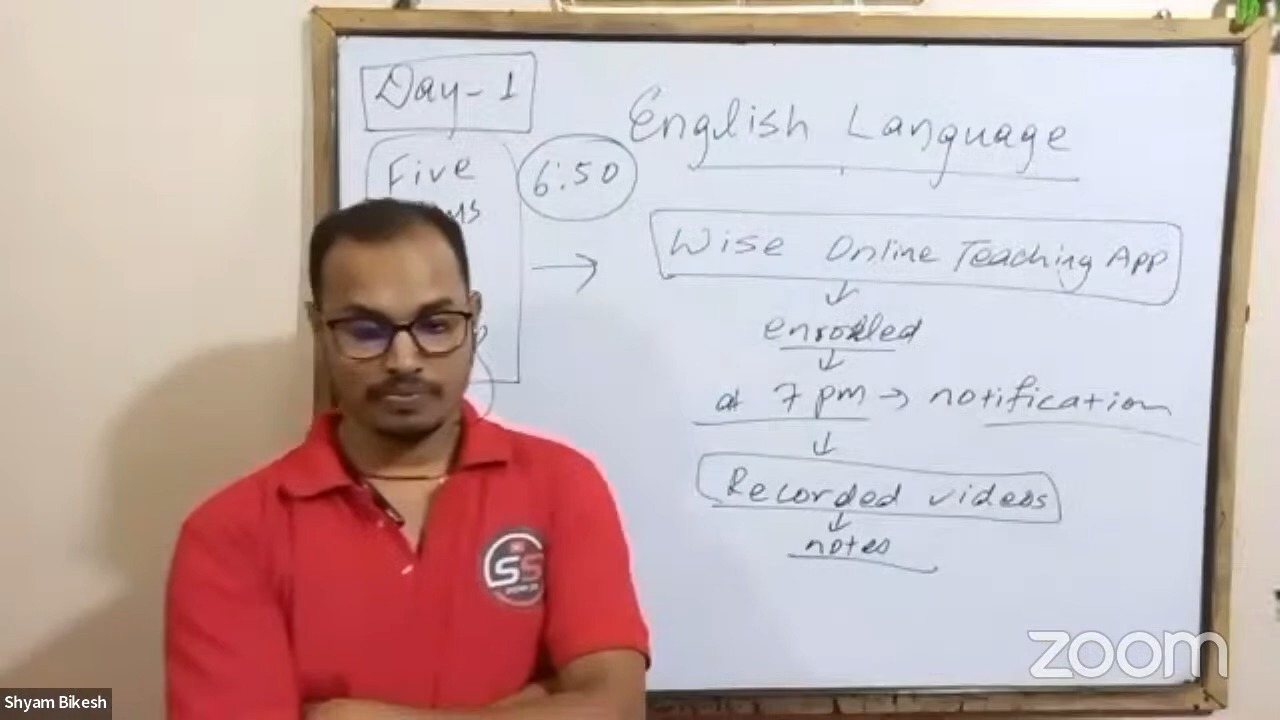 Day-1
English Language
Five
6:50
Wise Online Teaching App
enrolled
at 7 pm → notification
Recorded videos
notes
SS
zoom
Shyam Bikesh